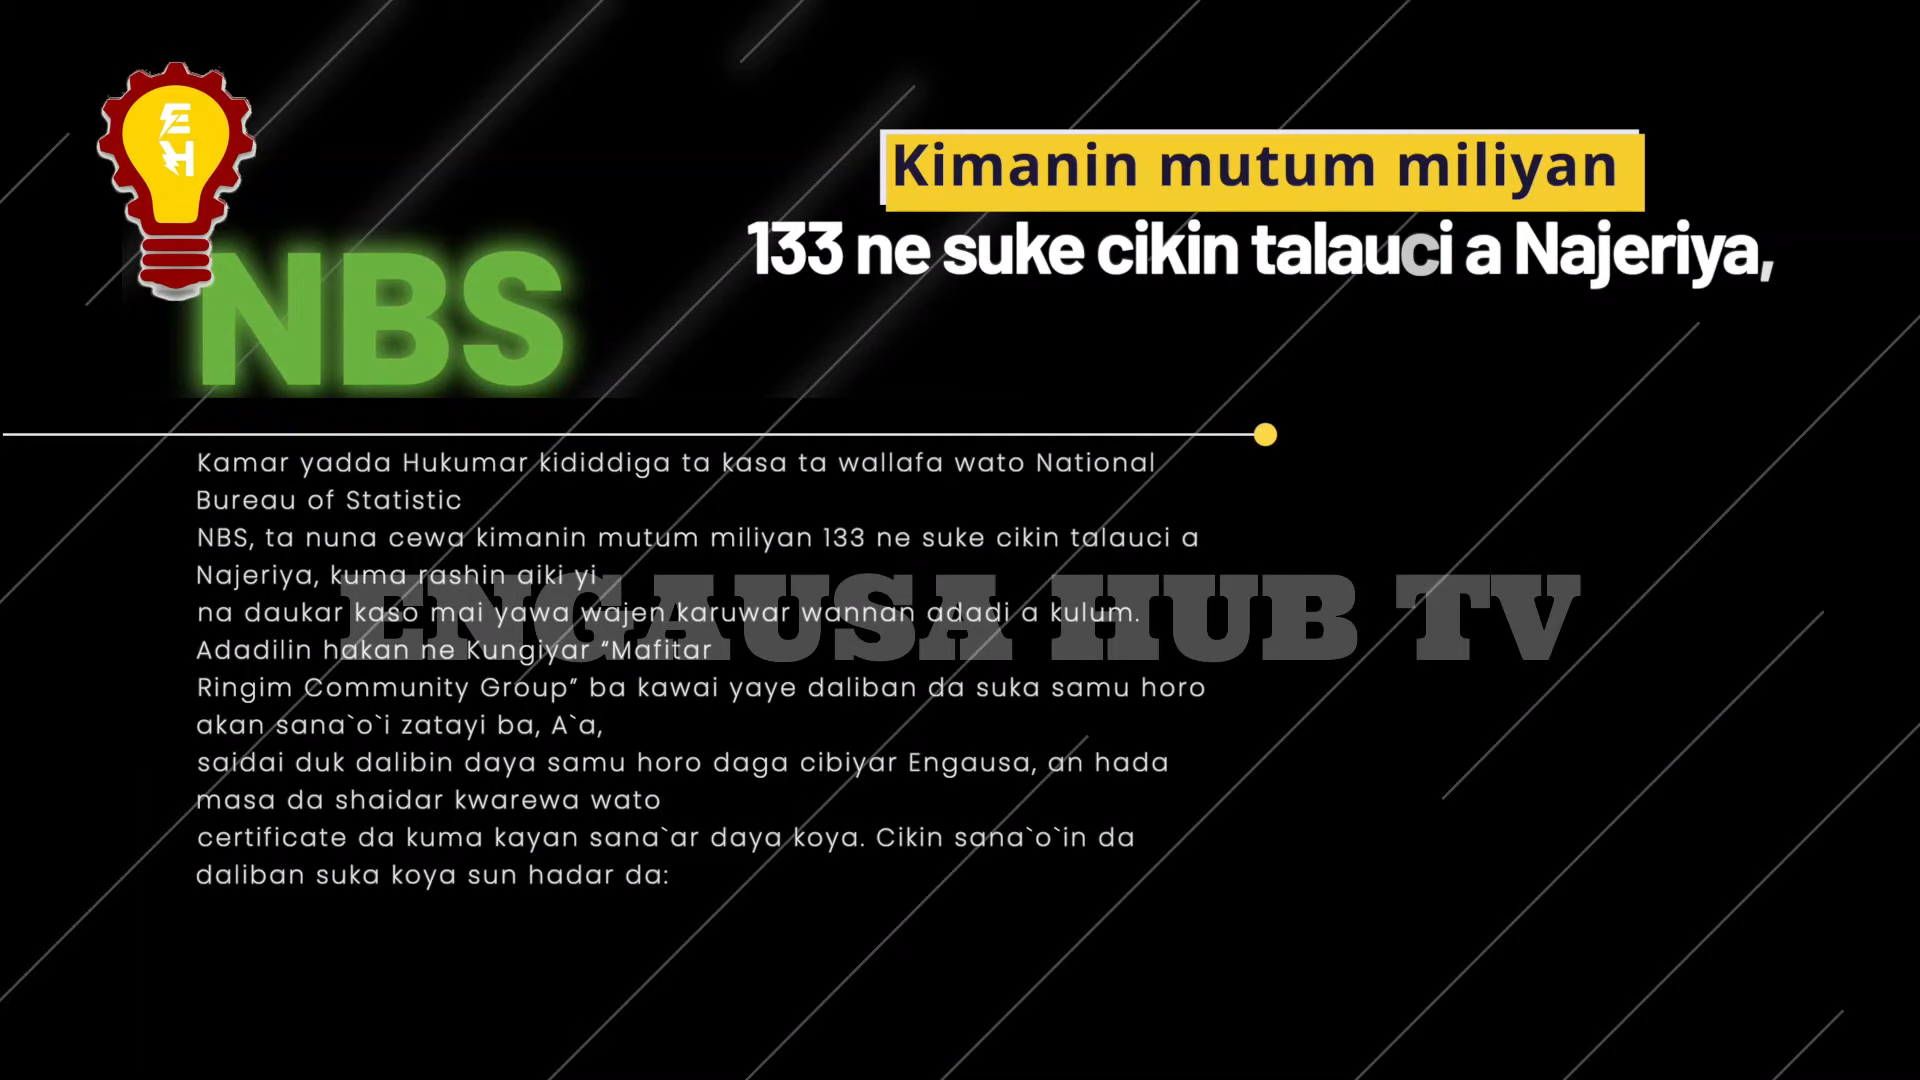 EH
NBS
Kimanin mutum miliyan
133 ne suke cikin talauci a Najeriya,
Kamar yadda Hukumar kididdiga ta kasa ta wallafa wato National
Bureau of Statistic
NBS, ta nuna cewa kimanin mutum miliyan 133 ne suke cikin talauci a
Najeriya, kuma rashin aiki yi
na daukar kaso mai yawa wajen karuwar wannan adadi a kulum.
Adadilin hakan ne Kungiyar “Mafitar
Ringim Community Group” ba kawai yaye daliban da suka samu horo
akan sana`o`i zatayi ba, A`a,
saidai duk dalibin daya samu horo daga cibiyar Engausa, an hada
masa da shaidar kwarewa wato
certificate da kuma kayan sana`ar daya koya. Cikin sana`o`in da
daliban suka koya sun hadar da:
ENGAUSA HUB TV